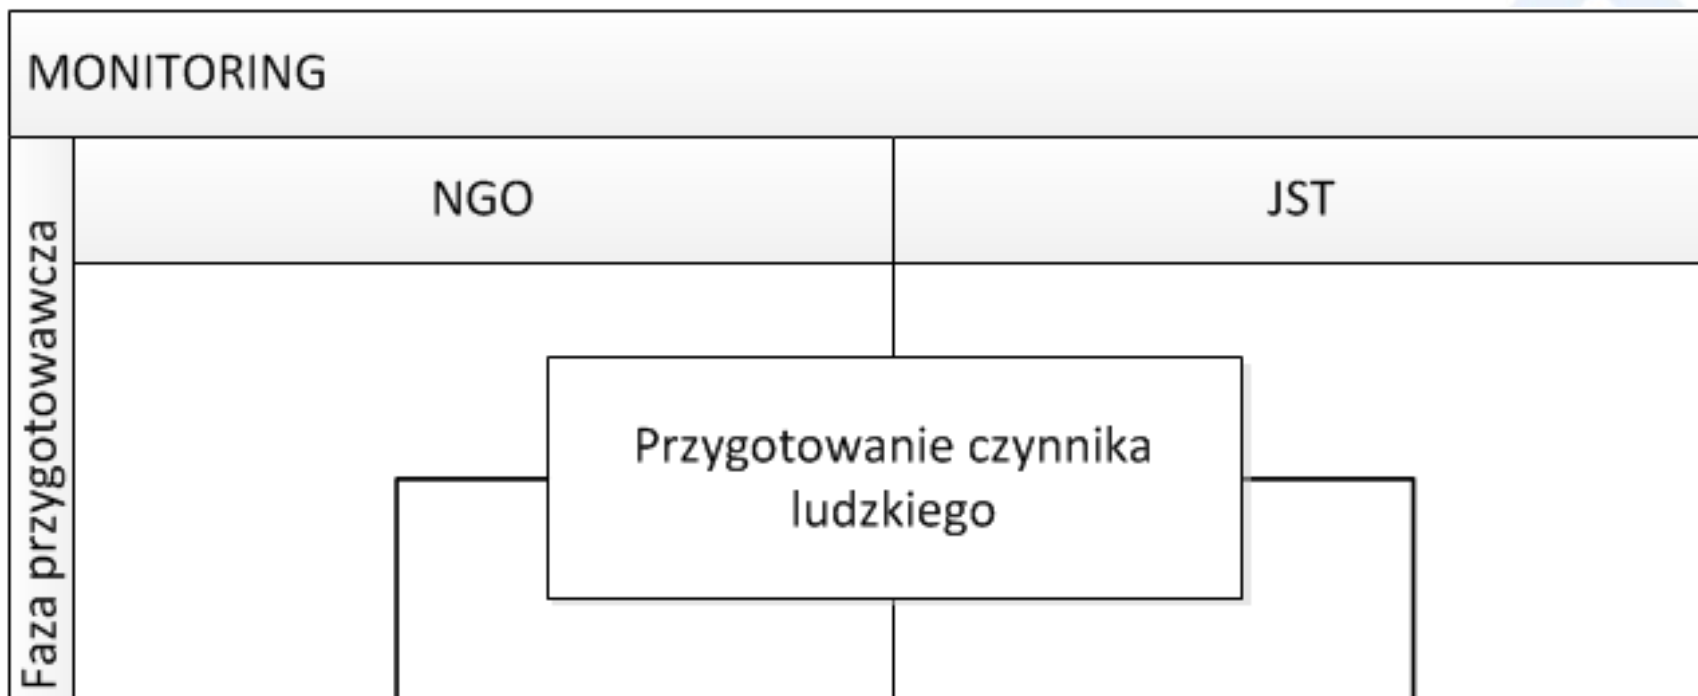 MONITORING
NGO
JST
Faza przygotowawcza
Przygotowanie czynnika
ludzkiego